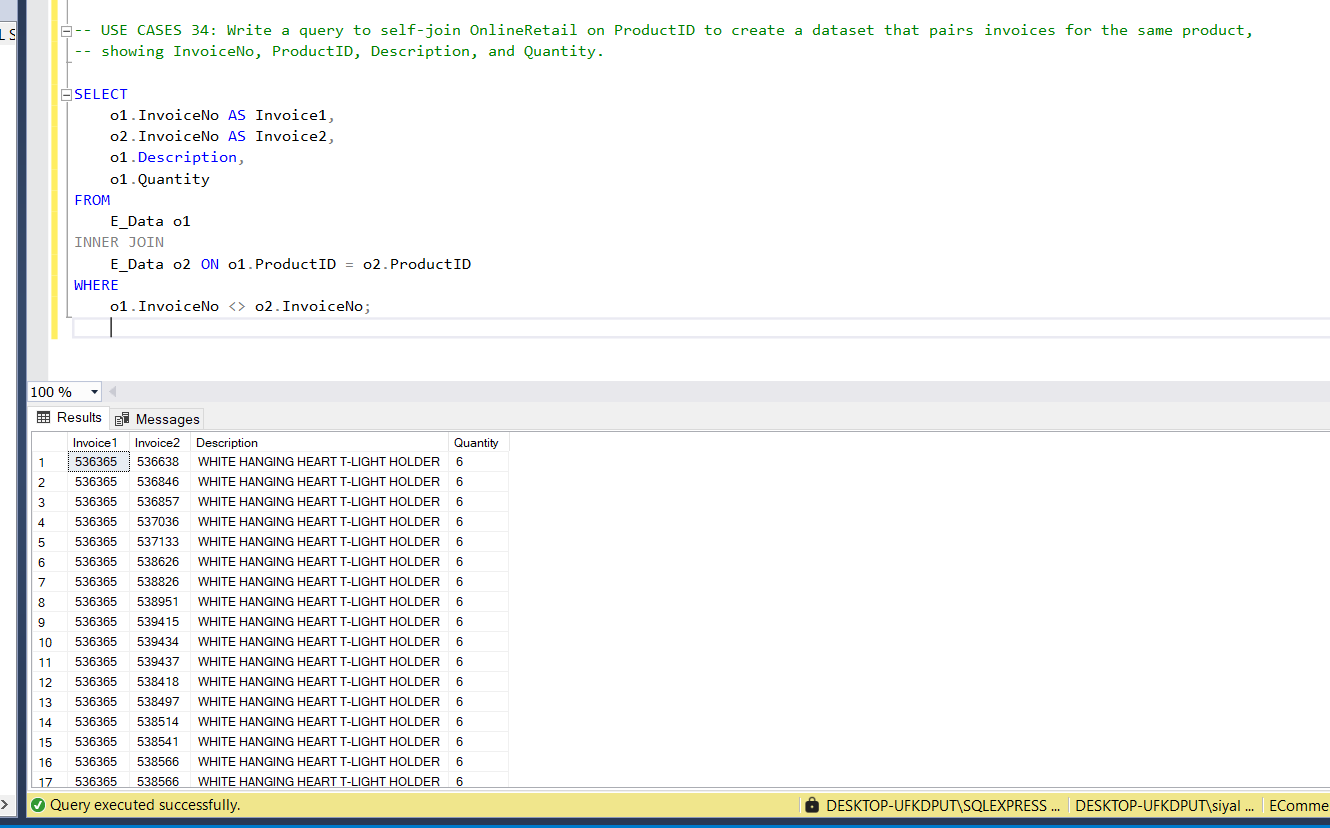 L S
-- USE CASES 34: Write a query to self-join OnlineRetail on ProductID to create a dataset that pairs invoices for the same product,
-- showing InvoiceNo, ProductID, Description, and Quantity.
SELECT
o1.InvoiceNo AS Invoice1,
o2.InvoiceNo AS Invoice2,
o1.Description,
o1.Quantity
FROM
E_Data o1
INNER JOIN
E_Data o2 ON o1.ProductID = o2.ProductID
WHERE
o1.InvoiceNo <> o2.InvoiceNo;
100 %
Results Messages
Invoice1 Invoice2 Description Quantity
1 536365 536638 WHITE HANGING HEART T-LIGHT HOLDER 6
2 536365 536846 WHITE HANGING HEART T-LIGHT HOLDER 6
3 536365 536857 WHITE HANGING HEART T-LIGHT HOLDER 6
4 536365 537036 WHITE HANGING HEART T-LIGHT HOLDER 6
5 536365 537133 WHITE HANGING HEART T-LIGHT HOLDER 6
6 536365 538626 WHITE HANGING HEART T-LIGHT HOLDER 6
7 536365 538826 WHITE HANGING HEART T-LIGHT HOLDER 6
8 536365 538951 WHITE HANGING HEART T-LIGHT HOLDER 6
9 536365 539415 WHITE HANGING HEART T-LIGHT HOLDER 6
10 536365 539434 WHITE HANGING HEART T-LIGHT HOLDER 6
11 536365 539437 WHITE HANGING HEART T-LIGHT HOLDER 6
12 536365 538418 WHITE HANGING HEART T-LIGHT HOLDER 6
13 536365 538497 WHITE HANGING HEART T-LIGHT HOLDER 6
14 536365 538514 WHITE HANGING HEART T-LIGHT HOLDER 6
15 536365 538541 WHITE HANGING HEART T-LIGHT HOLDER 6
16 536365 538566 WHITE HANGING HEART T-LIGHT HOLDER 6
17 536365 538566 WHITE HANGING HEART T-LIGHT HOLDER 6
Query executed successfully. DESKTOP-UFKDPUT\SQLEXPRESS ... DESKTOP-UFKDPUT\siyal ... EComme